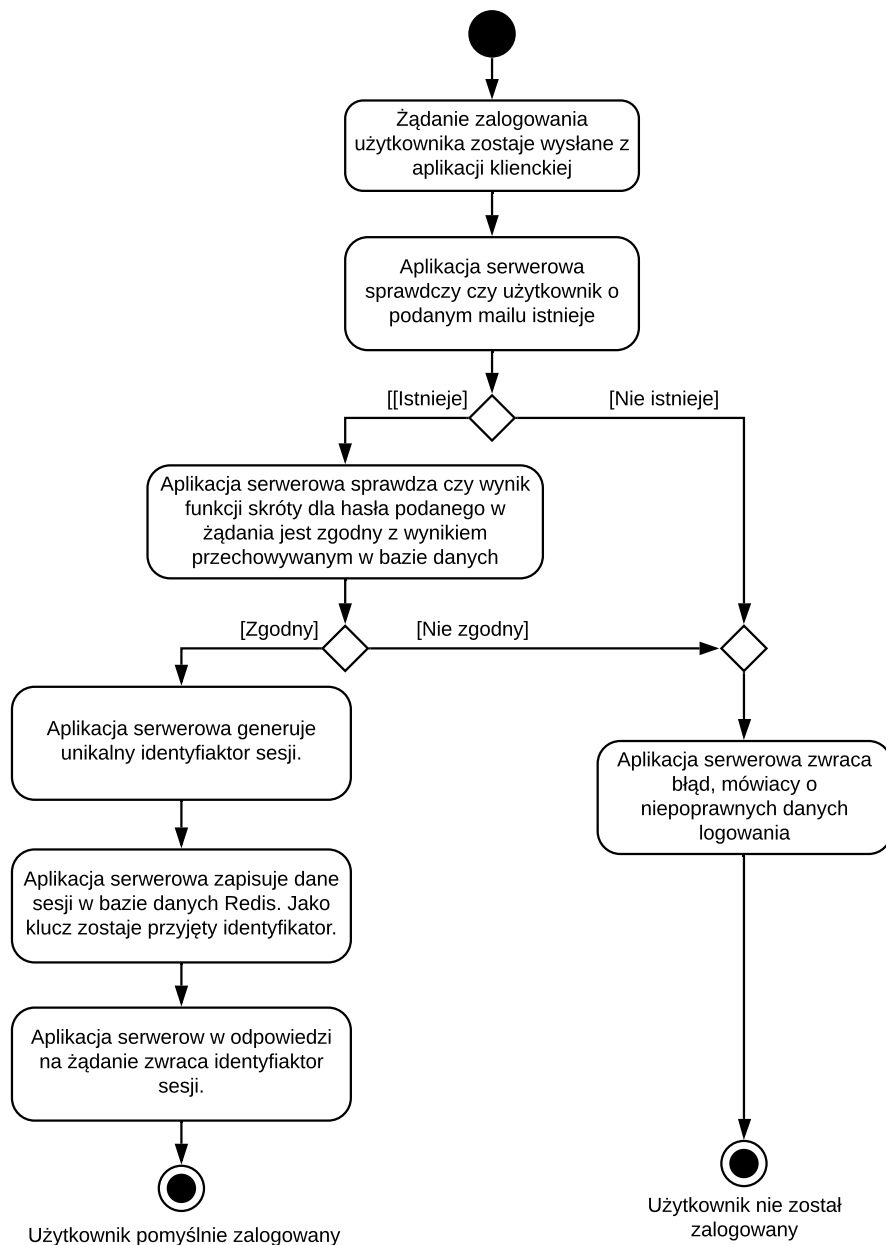 Żądanie zalogowania
użytkownika zostaje wysłane z
aplikacji klienckiej
Aplikacja serwerowa
sprawdczy czy użytkownik o
podanym mailu istnieje
[[Istnieje]
[Nie istnieje]
Aplikacja serwerowa sprawdza czy wynik
funkcji skróty dla hasła podanego w
żądania jest zgodny z wynikiem
przechowywanym w bazie danych
[Zgodny]
[Nie zgodny]
Aplikacja serwerowa generuje
unikalny identyfiaktor sesji.
Aplikacja serwerowa zwraca
błąd, mówiacy o
niepoprawnych danych
logowania
Aplikacja serwerowa zapisuje dane
sesji w bazie danych Redis. Jako
klucz zostaje przyjęty identyfikator.
Aplikacja serwerow w odpowiedzi
na żądanie zwraca identyfiaktor
sesji.
Użytkownik pomyślnie zalogowany
Użytkownik nie został
zalogowany